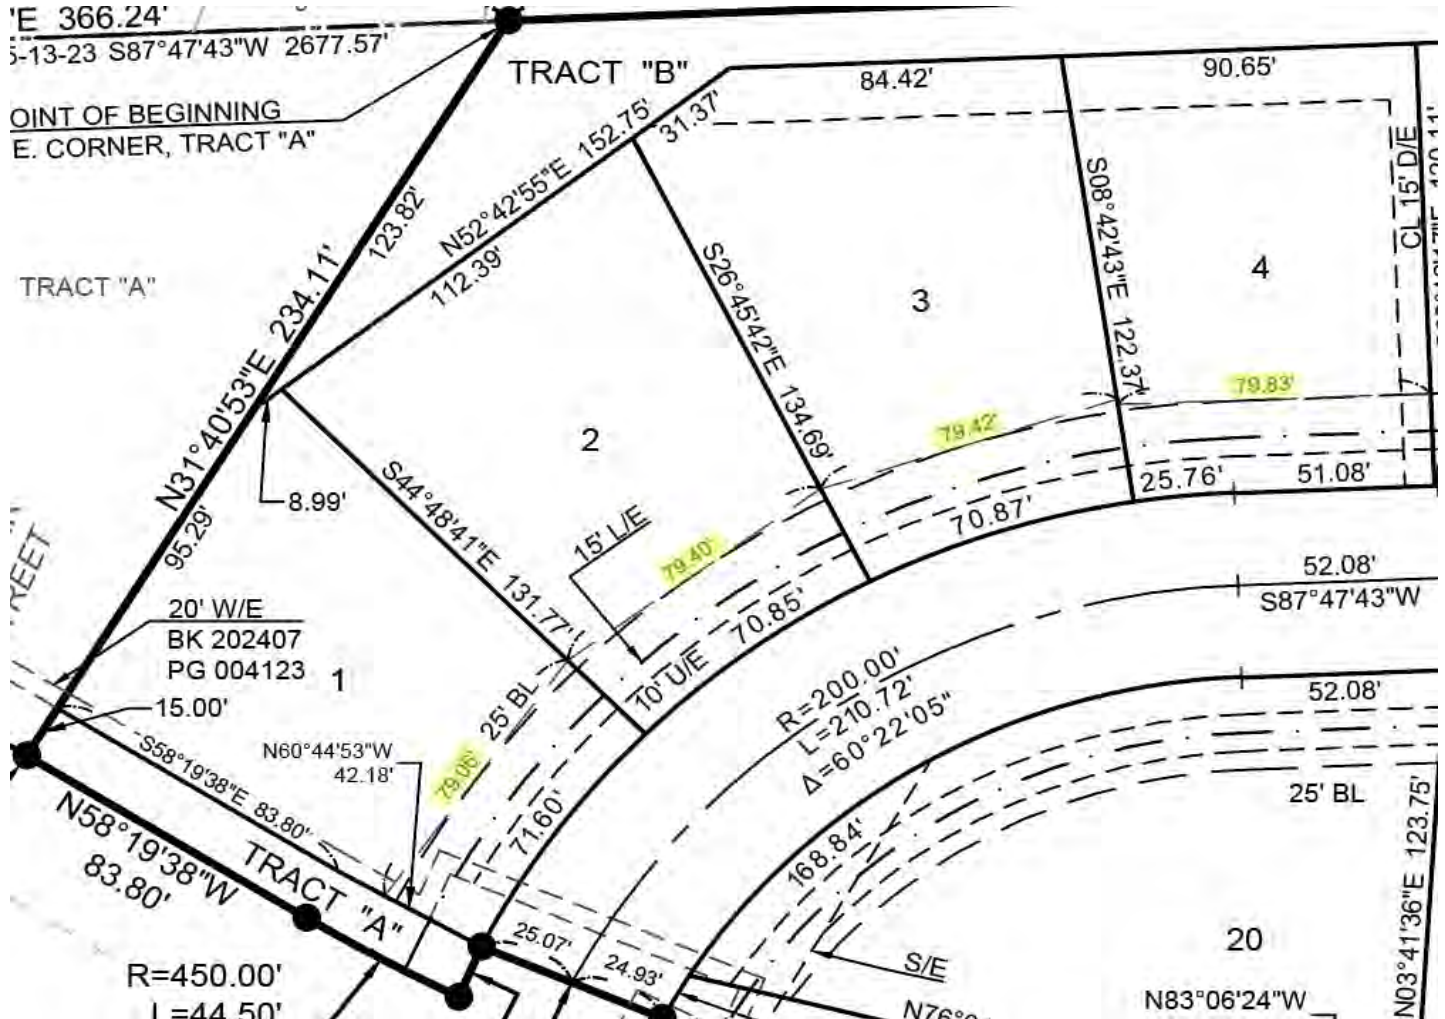 'E 366.24'
5-13-23 S87°47'43"W 2677.57'
OINT OF BEGINNING
E. CORNER, TRACT "A"
TRACT "B"
84.42'
90.65'
31.37'
N52°42'55"E 152.75'
112.39'
123.82'
N31°40'53"E 234.11'
TRACT "A"
S26°45'42"E 134.69'
S08°42'43"E 122.37'
CL 15' D/E
3
4
2
79.83'
79.42'
79.40'
79.06'
8.99'
95.29'
S44°48'41"E 131.77'
15' L/E
25.76'
51.08'
70.87'
70.85'
10' U/E
52.08'
S87°47'43"W
REET
20' W/E
BK 202407
PG 004123
1
15.00'
25' BL
N60°44'53"W
42.18'
S58°19'38"E 83.80'
71.60'
R=200.00'
L=210.72'
Δ=60°22'05"
52.08'
25' BL
168.84'
N58°19'38"W
83.80'
TRACT "A"
25.07'
24.93'
S/E
20
N03°41'36"E 123.75'
R=450.00'
L=44.50'
N83°06'24"W